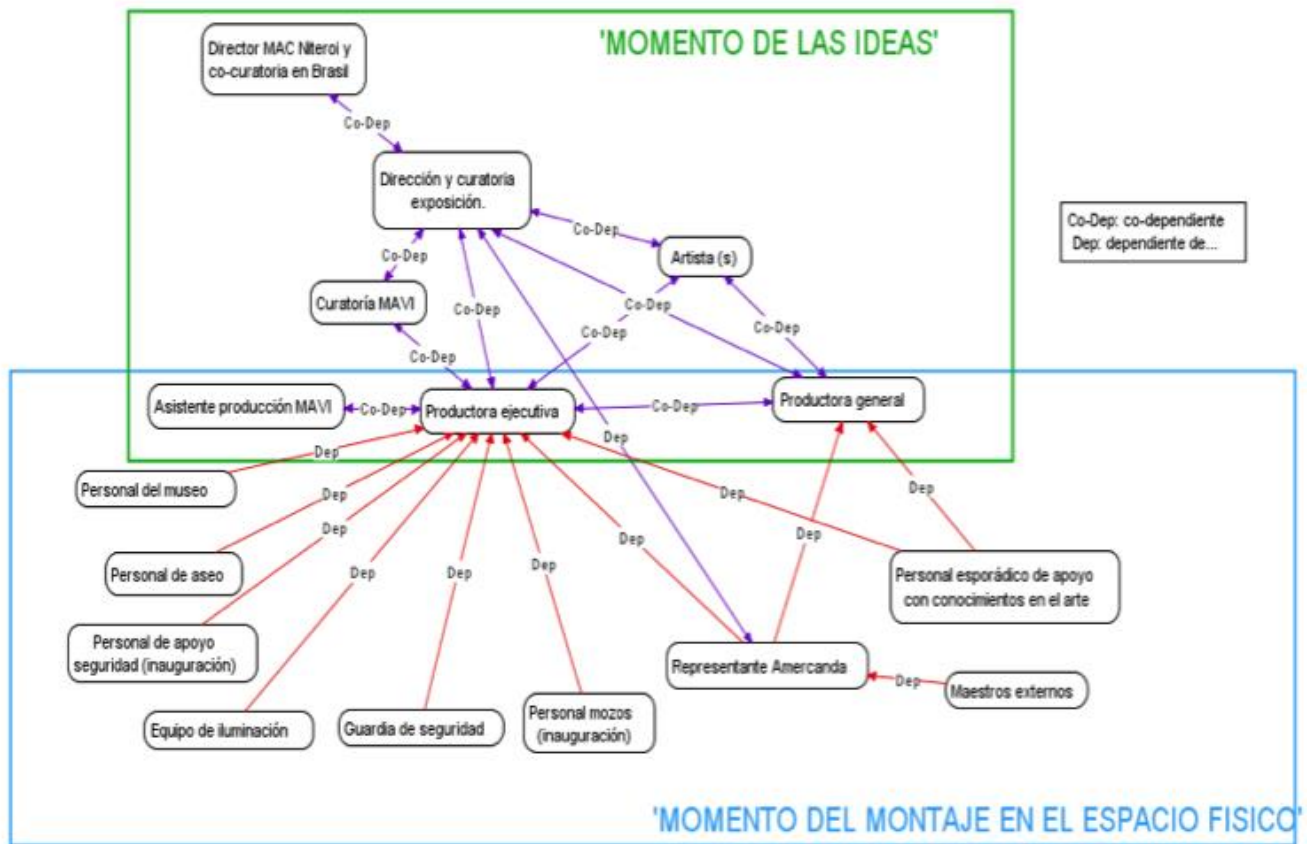 'MOMENTO DE LAS IDEAS'
Director MAC Niteroi y
co-curatoria en Brasil
Co-Dep
Dirección y curatoria
exposición.
Co-Dep: co-dependiente
Dep: dependiente de...
Co-Dep
Artista (s)
Co-Dep
Curatoría MAVI
Co-Dep
Co-Dep
Co-Dep
Co-Dep
Co-Dep
Asistente producción MAVI
Co-Dep
Productora ejecutiva
Co-Dep
Productora general
Dep
Dep
Personal del museo
Dep
Dep
Dep
Dep
Dep
Dep
Dep
Dep
Dep
Personal de aseo
Personal esporádico de apoyo
con conocimientos en el arte
Personal de apoyo
seguridad (inauguración)
Representante Amercanda
Dep
Maestros externos
Equipo de iluminación
Guardia de seguridad
Personal mozos
(inauguración)
'MOMENTO DEL MONTAJE EN EL ESPACIO FISICO'